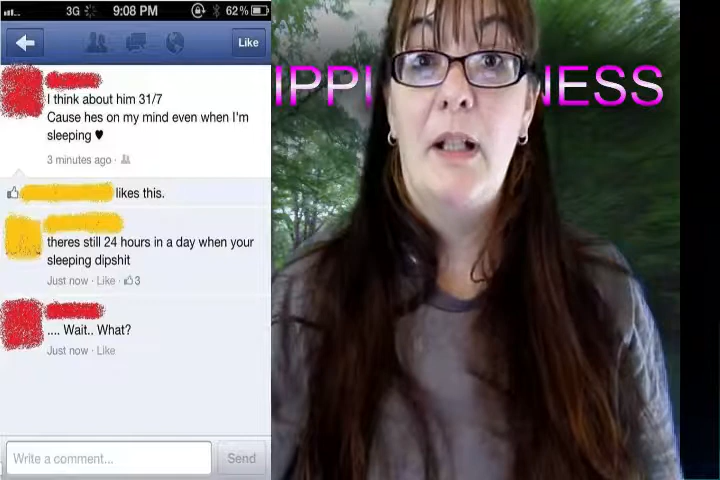 3G 9:08 PM 62%
Like
I think about him 31/7
Cause hes on my mind even when I'm
sleeping ♥
3 minutes ago ·
likes this.
theres still 24 hours in a day when your
sleeping dipshit
Just now · Like · 3
.... Wait.. What?
Just now · Like
Write a comment...
Send
IPPI NESS